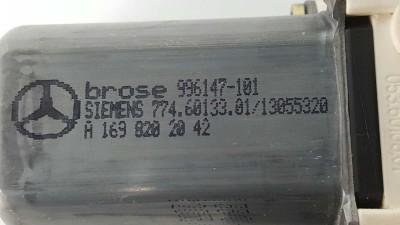 brose 996147-101
SIEMENS 774.60133.01/13055320
A 169 820 20 42